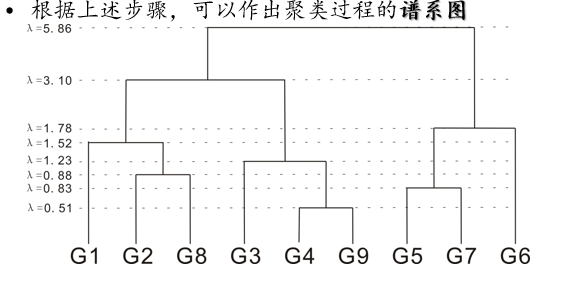 • 根据上述步骤，可以作出聚类过程的谱系图
λ=5.86
λ=3.10
λ=1.78
λ=1.52
λ=1.23
λ=0.88
λ=0.83
λ=0.51
G1 G2 G8 G3 G4 G9 G5 G7 G6